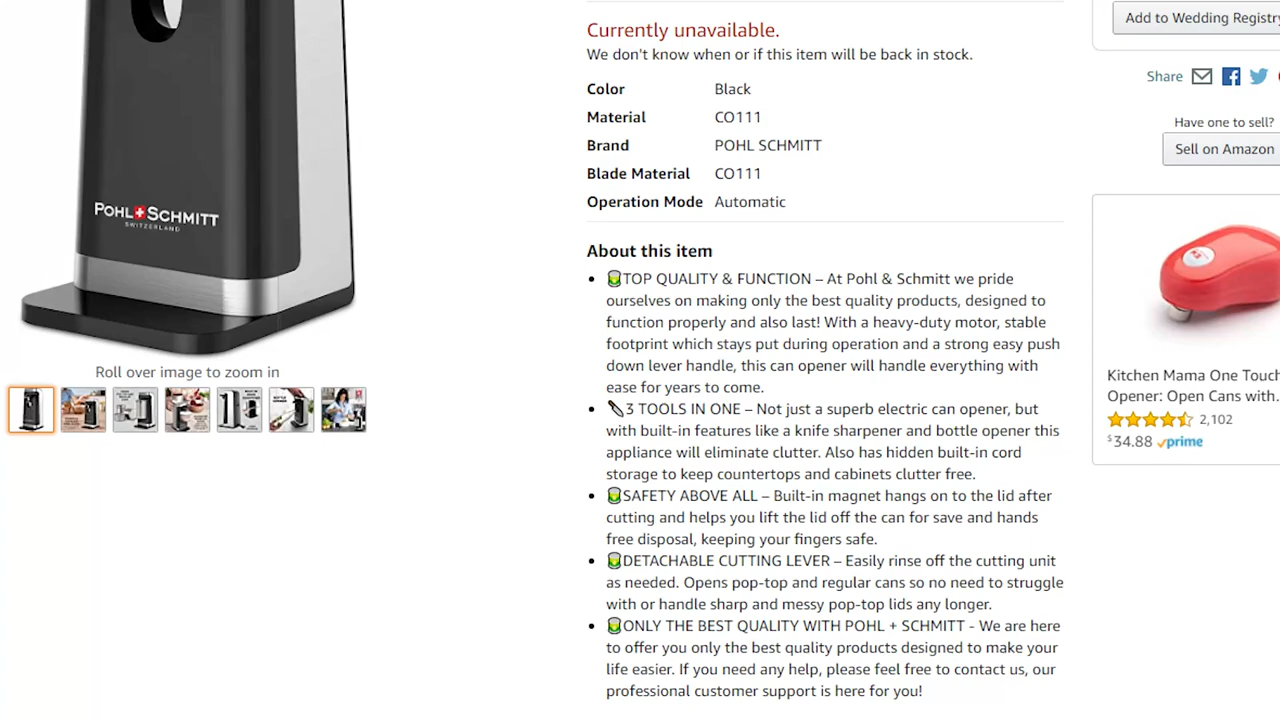 POHL+SCHMITT
SWITZERLAND
Roll over image to zoom in
Currently unavailable.
We don't know when or if this item will be back in stock.
Color Black
Material CO111
Brand POHL SCHMITT
Blade Material CO111
Operation Mode Automatic
About this item
• TOP QUALITY & FUNCTION – At Pohl & Schmitt we pride
ourselves on making only the best quality products, designed to
function properly and also last! With a heavy-duty motor, stable
footprint which stays put during operation and a strong easy push
down lever handle, this can opener will handle everything with
ease for years to come.
• 3 TOOLS IN ONE – Not just a superb electric can opener, but
with built-in features like a knife sharpener and bottle opener this
appliance will eliminate clutter. Also has hidden built-in cord
storage to keep countertops and cabinets clutter free.
• SAFETY ABOVE ALL – Built-in magnet hangs on to the lid after
cutting and helps you lift the lid off the can for save and hands
free disposal, keeping your fingers safe.
• DETACHABLE CUTTING LEVER – Easily rinse off the cutting unit
as needed. Opens pop-top and regular cans so no need to struggle
with or handle sharp and messy pop-top lids any longer.
• ONLY THE BEST QUALITY WITH POHL + SCHMITT - We are here
to offer you only the best quality products designed to make your
life easier. If you need any help, please feel free to contact us, our
professional customer support is here for you!
Add to Wedding Registry
Share
Have one to sell?
Sell on Amazon
Kitchen Mama One Touch
Opener: Open Cans with...
2,102
$34.88 prime